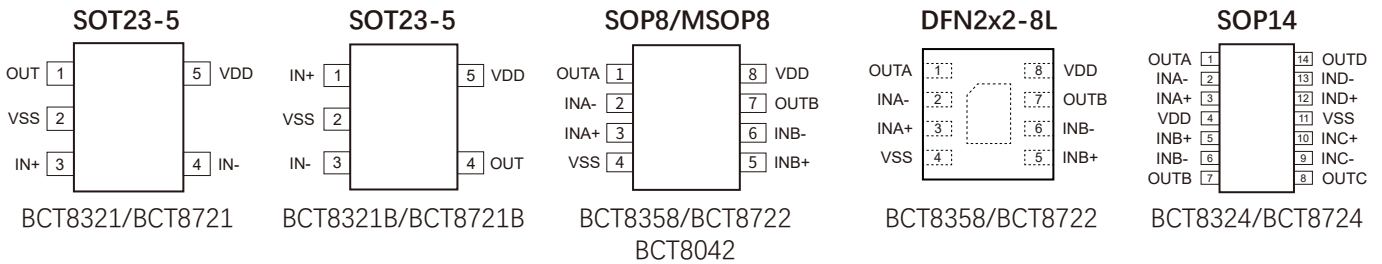 SOT23-5
OUT 1 5 VDD
VSS 2
IN+ 3 4 IN-
BCT8321/BCT8721
SOT23-5
IN+ 1 5 VDD
VSS 2
IN- 3 4 OUT
BCT8321B/BCT8721B
SOP8/MSOP8
OUTA 1 8 VDD
INA- 2 7 OUTB
INA+ 3 6 INB-
VSS 4 5 INB+
BCT8358/BCT8722
BCT8042
DFN2x2-8L
OUTA 1 8 VDD
INA- 2 7 OUTB
INA+ 3 6 INB-
VSS 4 5 INB+
BCT8358/BCT8722
SOP14
OUTA 1 14 OUTD
INA- 2 13 IND-
INA+ 3 12 IND+
VDD 4 11 VSS
INB+ 5 10 INC+
INB- 6 9 INC-
OUTB 7 8 OUTC
BCT8324/BCT8724